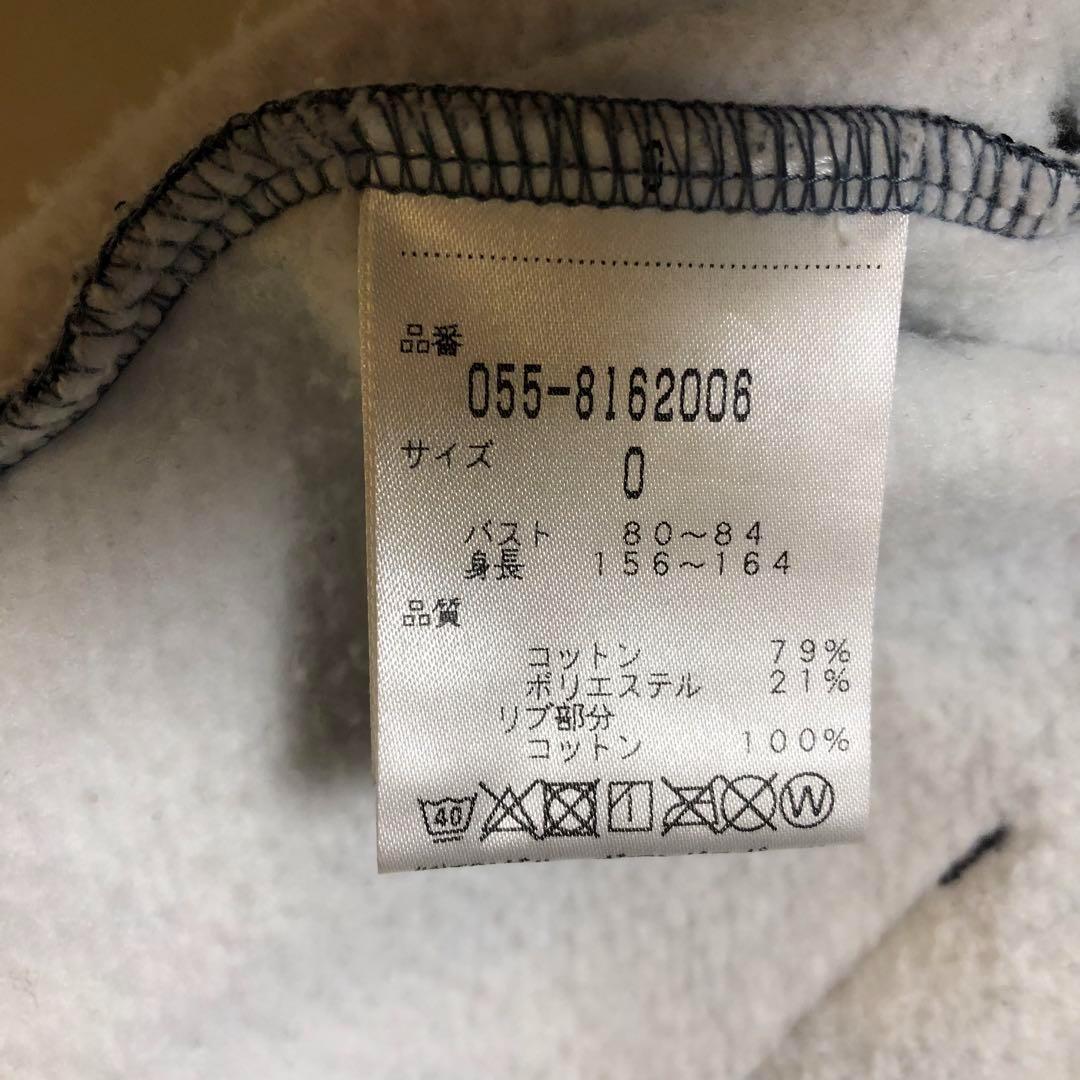 品番
055-8162006
サイズ 0
バスト 80～84
身長 156～164
品質
コットン 79%
ポリエステル 21%
リブ部分
コットン 100%
40 W